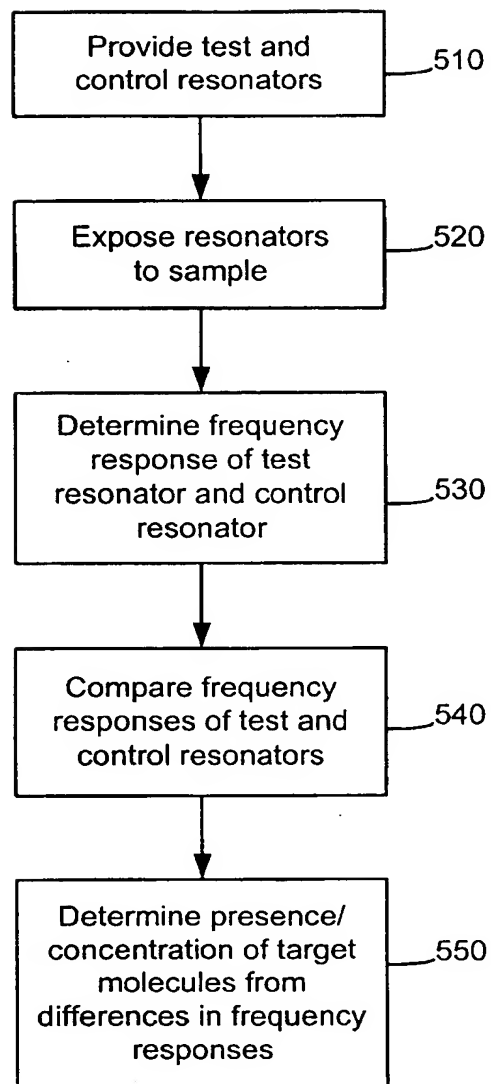 Provide test and
control resonators
510
Expose resonators
to sample
520
Determine frequency
response of test
resonator and control
resonator
530
Compare frequency
responses of test and
control resonators
540
Determine presence/
concentration of target
molecules from
differences in frequency
responses
550